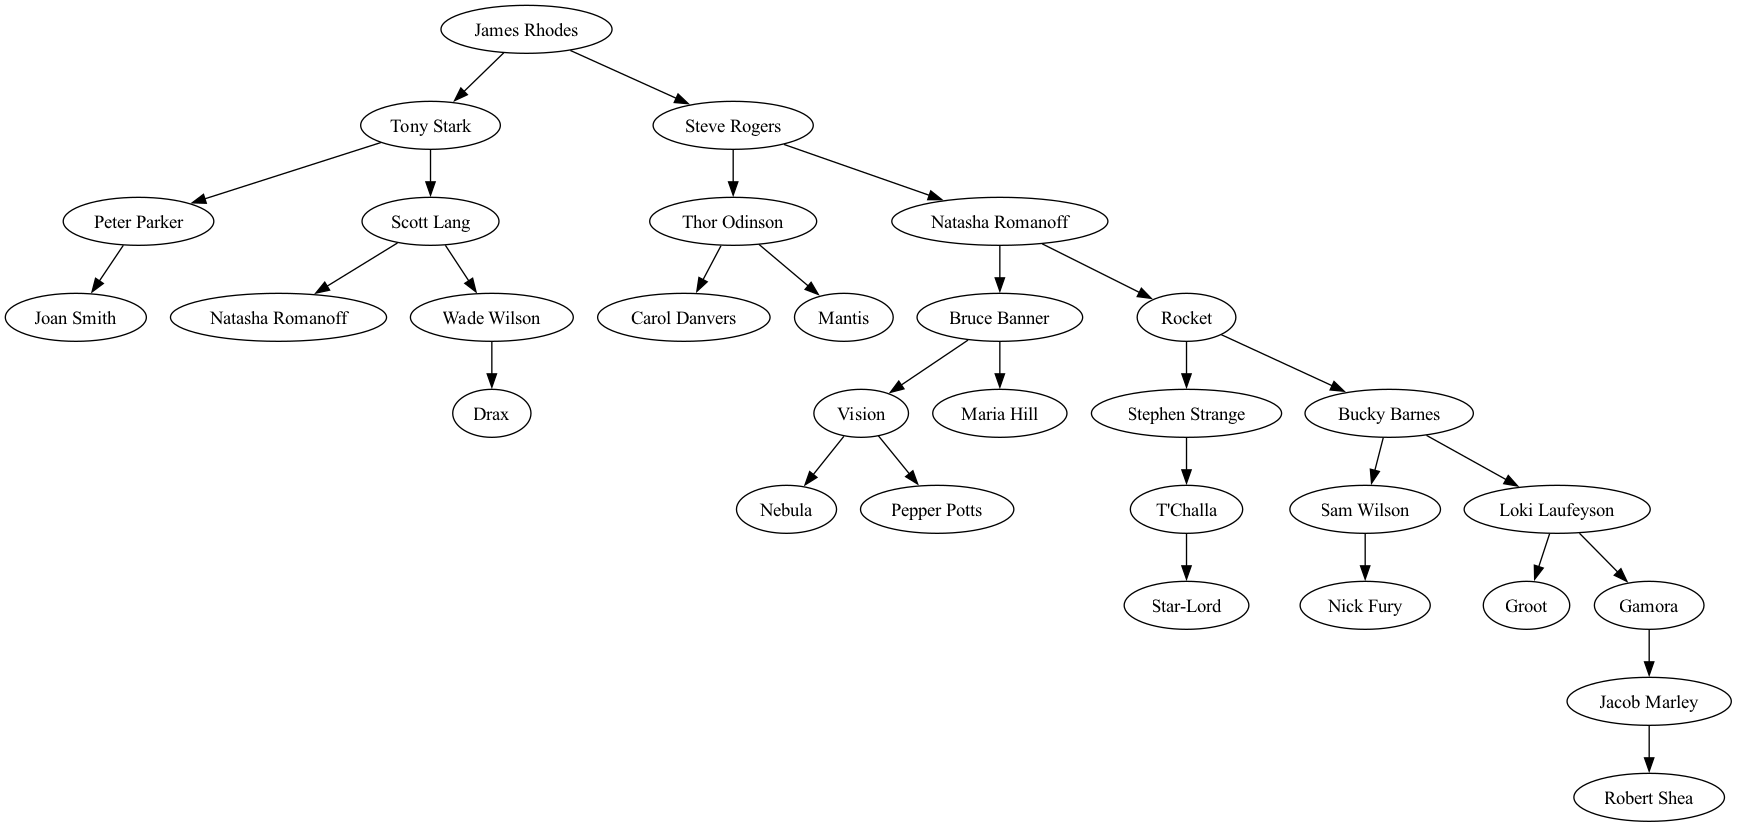 James Rhodes
Tony Stark
Steve Rogers
Peter Parker
Scott Lang
Thor Odinson
Natasha Romanoff
Joan Smith
Natasha Romanoff
Wade Wilson
Carol Danvers
Mantis
Bruce Banner
Rocket
Drax
Vision
Maria Hill
Stephen Strange
Bucky Barnes
Nebula
Pepper Potts
T'Challa
Sam Wilson
Loki Laufeyson
Star-Lord
Nick Fury
Groot
Gamora
Jacob Marley
Robert Shea